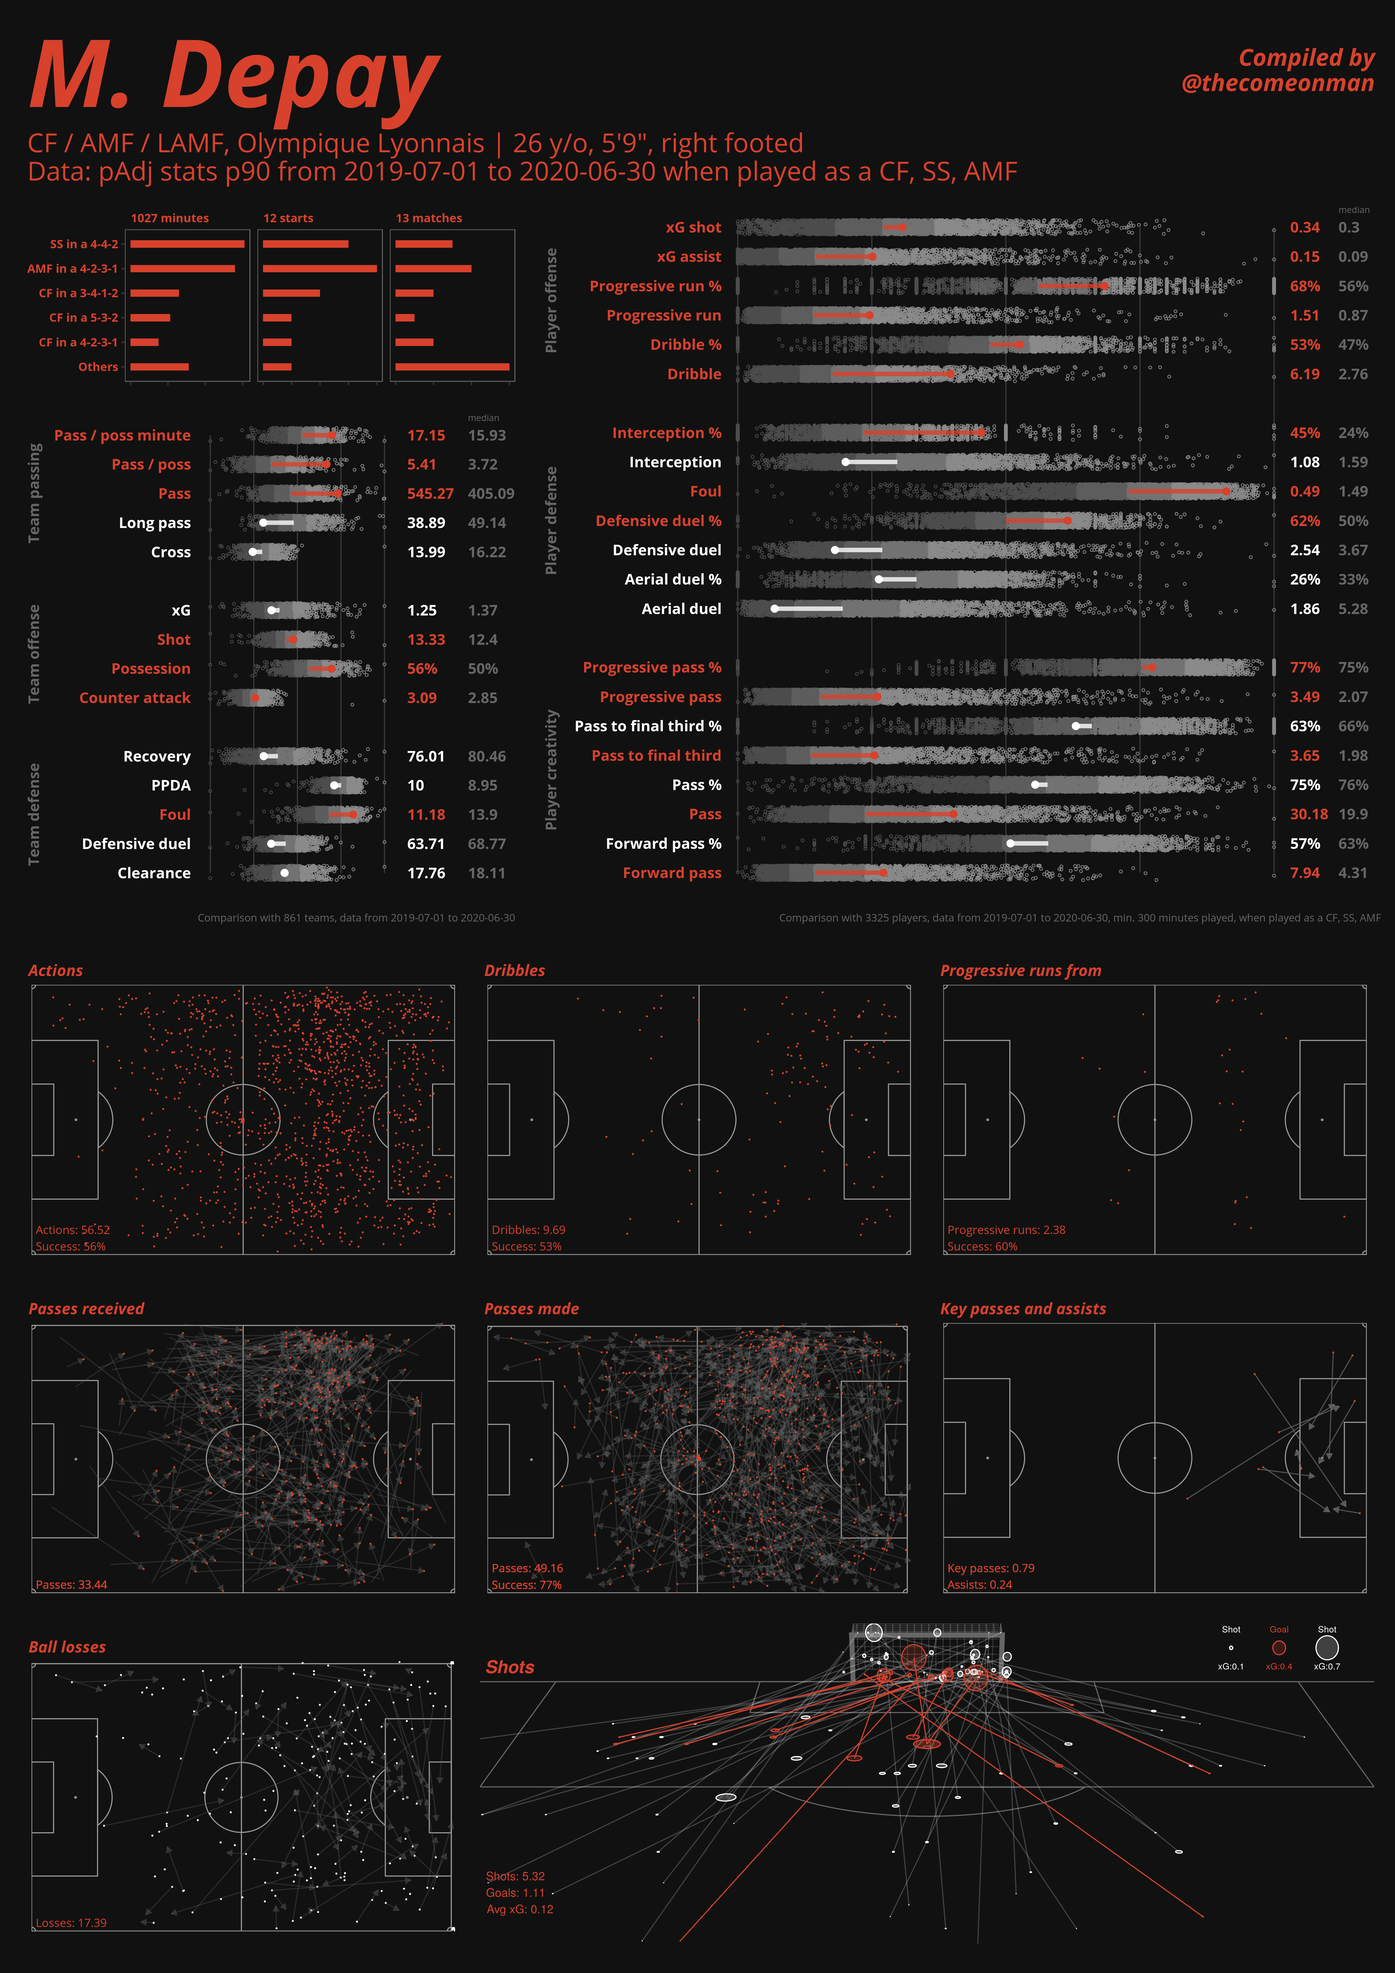 M. Depay
Compiled by
@thecomeonman
CF / AMF / LAMF, Olympique Lyonnais | 26 y/o, 5'9", right footed
Data: pAdj stats p90 from 2019-07-01 to 2020-06-30 when played as a CF, SS, AMF
1027 minutes
12 starts
13 matches
SS in a 4-4-2
AMF in a 4-2-3-1
CF in a 3-4-1-2
CF in a 5-3-2
CF in a 4-2-3-1
Others
median
Team passing
Pass / poss minute 17.15 15.93
Pass / poss 5.41 3.72
Pass 545.27 405.09
Long pass 38.89 49.14
Cross 13.99 16.22
Team offense
xG 1.25 1.37
Shot 13.33 12.4
Possession 56% 50%
Counter attack 3.09 2.85
Team defense
Recovery 76.01 80.46
PPDA 10 8.95
Foul 11.18 13.9
Defensive duel 63.71 68.77
Clearance 17.76 18.11
Comparison with 861 teams, data from 2019-07-01 to 2020-06-30
median
Player offense
xG shot 0.34 0.3
xG assist 0.15 0.09
Progressive run % 68% 56%
Progressive run 1.51 0.87
Dribble % 53% 47%
Dribble 6.19 2.76
Player defense
Interception % 45% 24%
Interception 1.08 1.59
Foul 0.49 1.49
Defensive duel % 62% 50%
Defensive duel 2.54 3.67
Aerial duel % 26% 33%
Aerial duel 1.86 5.28
Player creativity
Progressive pass % 77% 75%
Progressive pass 3.49 2.07
Pass to final third % 63% 66%
Pass to final third 3.65 1.98
Pass % 75% 76%
Pass 30.18 19.9
Forward pass % 57% 63%
Forward pass 7.94 4.31
Comparison with 3325 players, data from 2019-07-01 to 2020-06-30, min. 300 minutes played, when played as a CF, SS, AMF
Actions
Actions: 56.52
Success: 56%
Dribbles
Dribbles: 9.69
Success: 53%
Progressive runs from
Progressive runs: 2.38
Success: 60%
Passes received
Passes: 33.44
Passes made
Passes: 49.16
Success: 77%
Key passes and assists
Key passes: 0.79
Assists: 0.24
Ball losses
Losses: 17.39
Shots
Shot Goal Shot
xG:0.1 xG:0.4 xG:0.7
Shots: 5.32
Goals: 1.11
Avg xG: 0.12